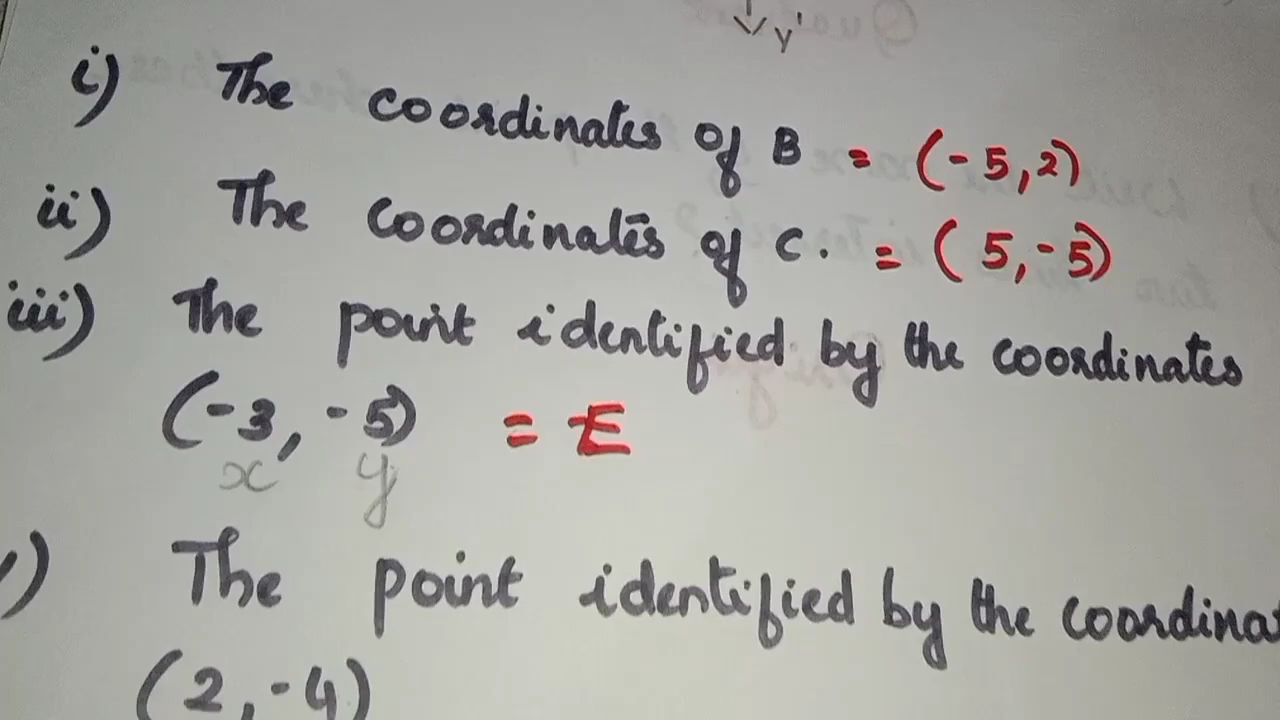 y'
i) The coordinates of B = (-5, 2)
ii) The coordinates of C. = (5, -5)
iii) The point identified by the coordinates
(-3, -5) = E
x y
) The point identified by the coordina
(2, -4)